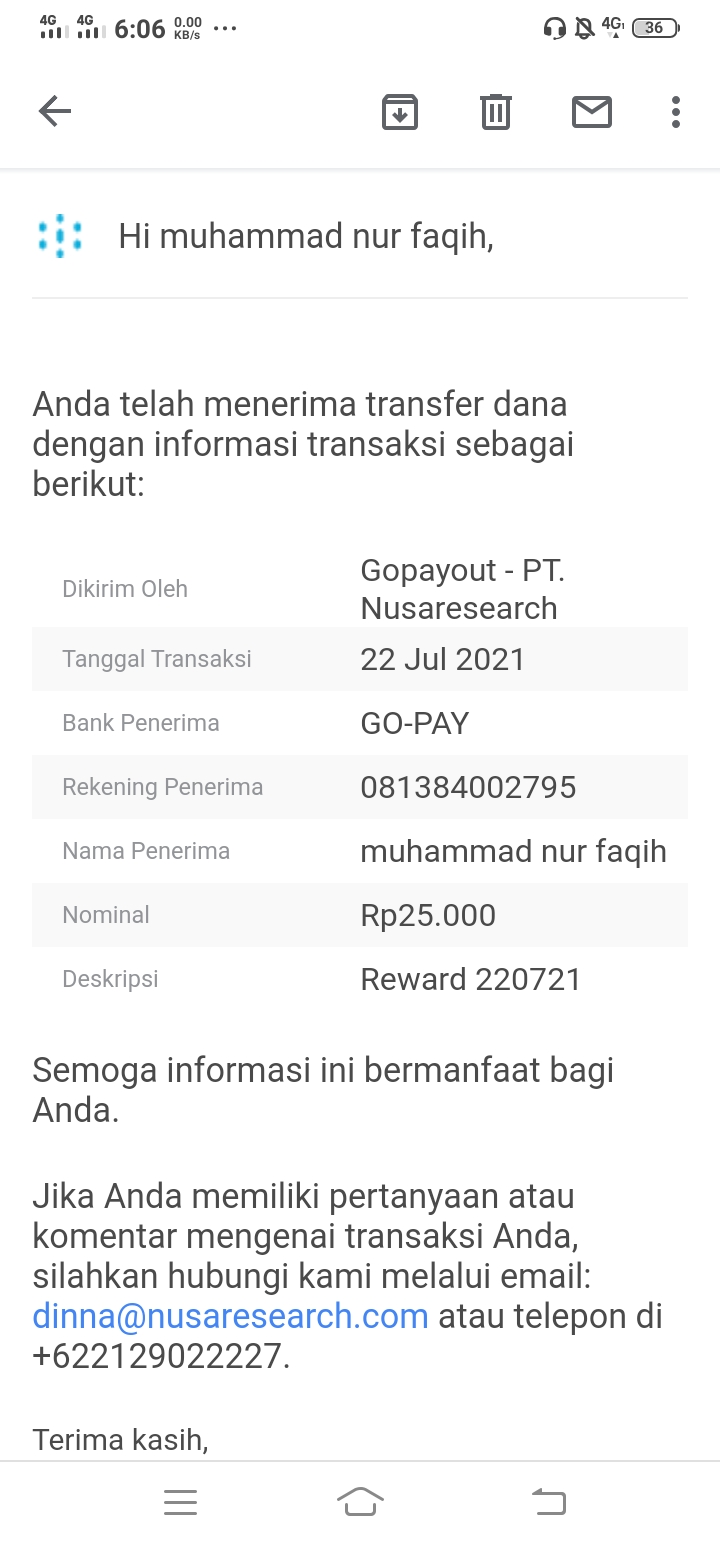 4G 4G 6:06 0.00 KB/s ... 4G 36
Hi muhammad nur faqih,
Anda telah menerima transfer dana
dengan informasi transaksi sebagai
berikut:
Dikirim Oleh Gopayout - PT. Nusaresearch
Tanggal Transaksi 22 Jul 2021
Bank Penerima GO-PAY
Rekening Penerima 081384002795
Nama Penerima muhammad nur faqih
Nominal Rp25.000
Deskripsi Reward 220721
Semoga informasi ini bermanfaat bagi
Anda.
Jika Anda memiliki pertanyaan atau
komentar mengenai transaksi Anda,
silahkan hubungi kami melalui email:
dinna@nusaresearch.com atau telepon di
+622129022227.
Terima kasih,